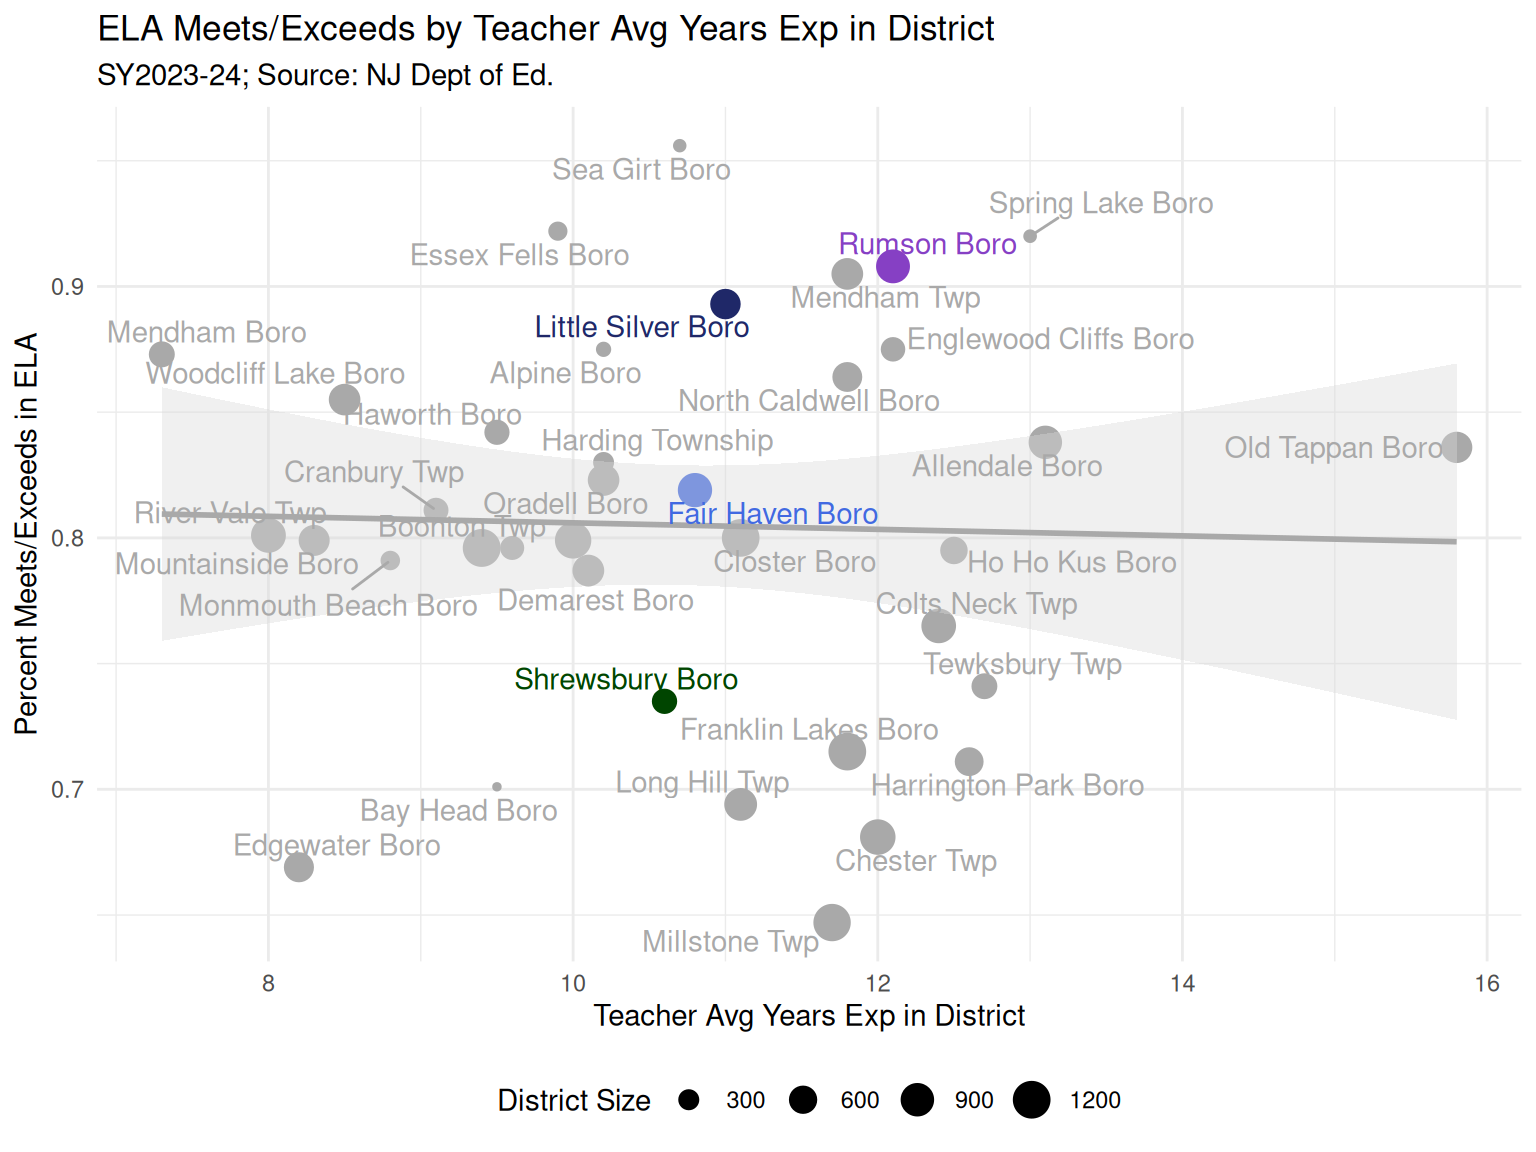 ELA Meets/Exceeds by Teacher Avg Years Exp in District
SY2023-24; Source: NJ Dept of Ed.
Sea Girt Boro
Spring Lake Boro
Rumson Boro
Essex Fells Boro
0.9
Mendham Twp
Little Silver Boro
Mendham Boro
Englewood Cliffs Boro
Woodcliff Lake Boro
Alpine Boro
North Caldwell Boro
Haworth Boro
Harding Township
Old Tappan Boro
Allendale Boro
Cranbury Twp
Oradell Boro
River Vale Twp
Fair Haven Boro
Boonton Twp
0.8
Mountainside Boro
Closter Boro
Ho Ho Kus Boro
Monmouth Beach Boro
Demarest Boro
Colts Neck Twp
Tewksbury Twp
Shrewsbury Boro
Franklin Lakes Boro
Long Hill Twp
Harrington Park Boro
0.7
Bay Head Boro
Edgewater Boro
Chester Twp
Millstone Twp
Percent Meets/Exceeds in ELA
8 10 12 14 16
Teacher Avg Years Exp in District
District Size 300 600 900 1200